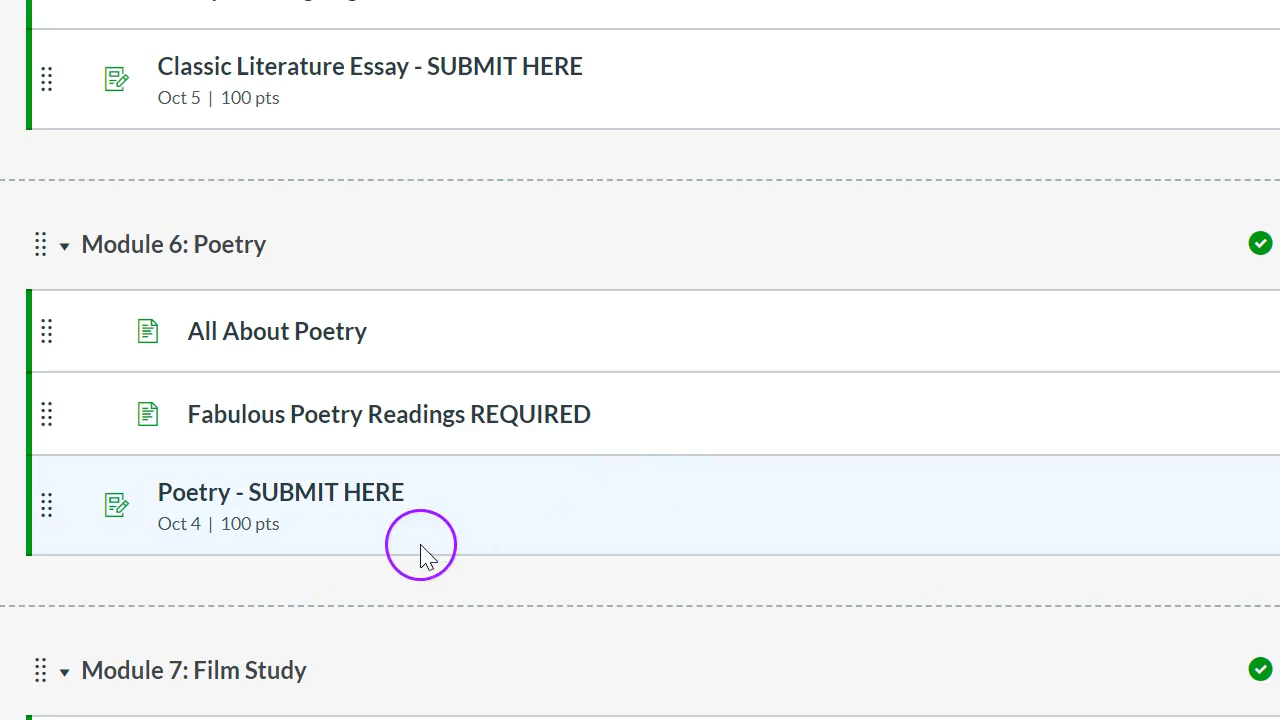 Classic Literature Essay - SUBMIT HERE
Oct 5 | 100 pts
Module 6: Poetry
All About Poetry
Fabulous Poetry Readings REQUIRED
Poetry - SUBMIT HERE
Oct 4 | 100 pts
Module 7: Film Study